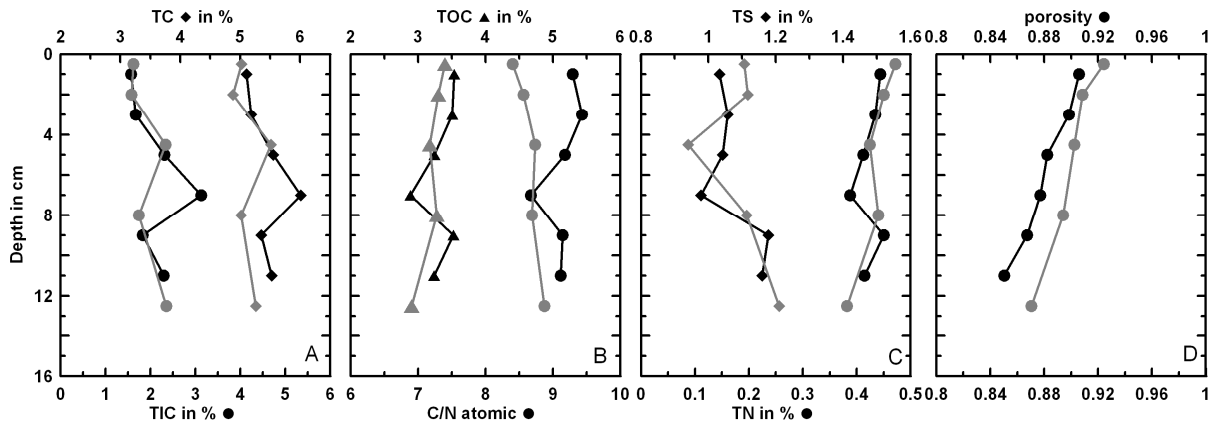 TC ◆ in %
TOC ▲ in %
TS ◆ in %
porosity ●
2 3 4 5 6
2 3 4 5 6
0.8 1 1.2 1.4 1.6
0.8 0.84 0.88 0.92 0.96 1
0
4
8
12
16
Depth in cm
A
B
C
D
0 1 2 3 4 5 6
6 7 8 9 10
0 0.1 0.2 0.3 0.4 0.5
0.8 0.84 0.88 0.92 0.96 1
TIC in % ●
C/N atomic ●
TN in % ●